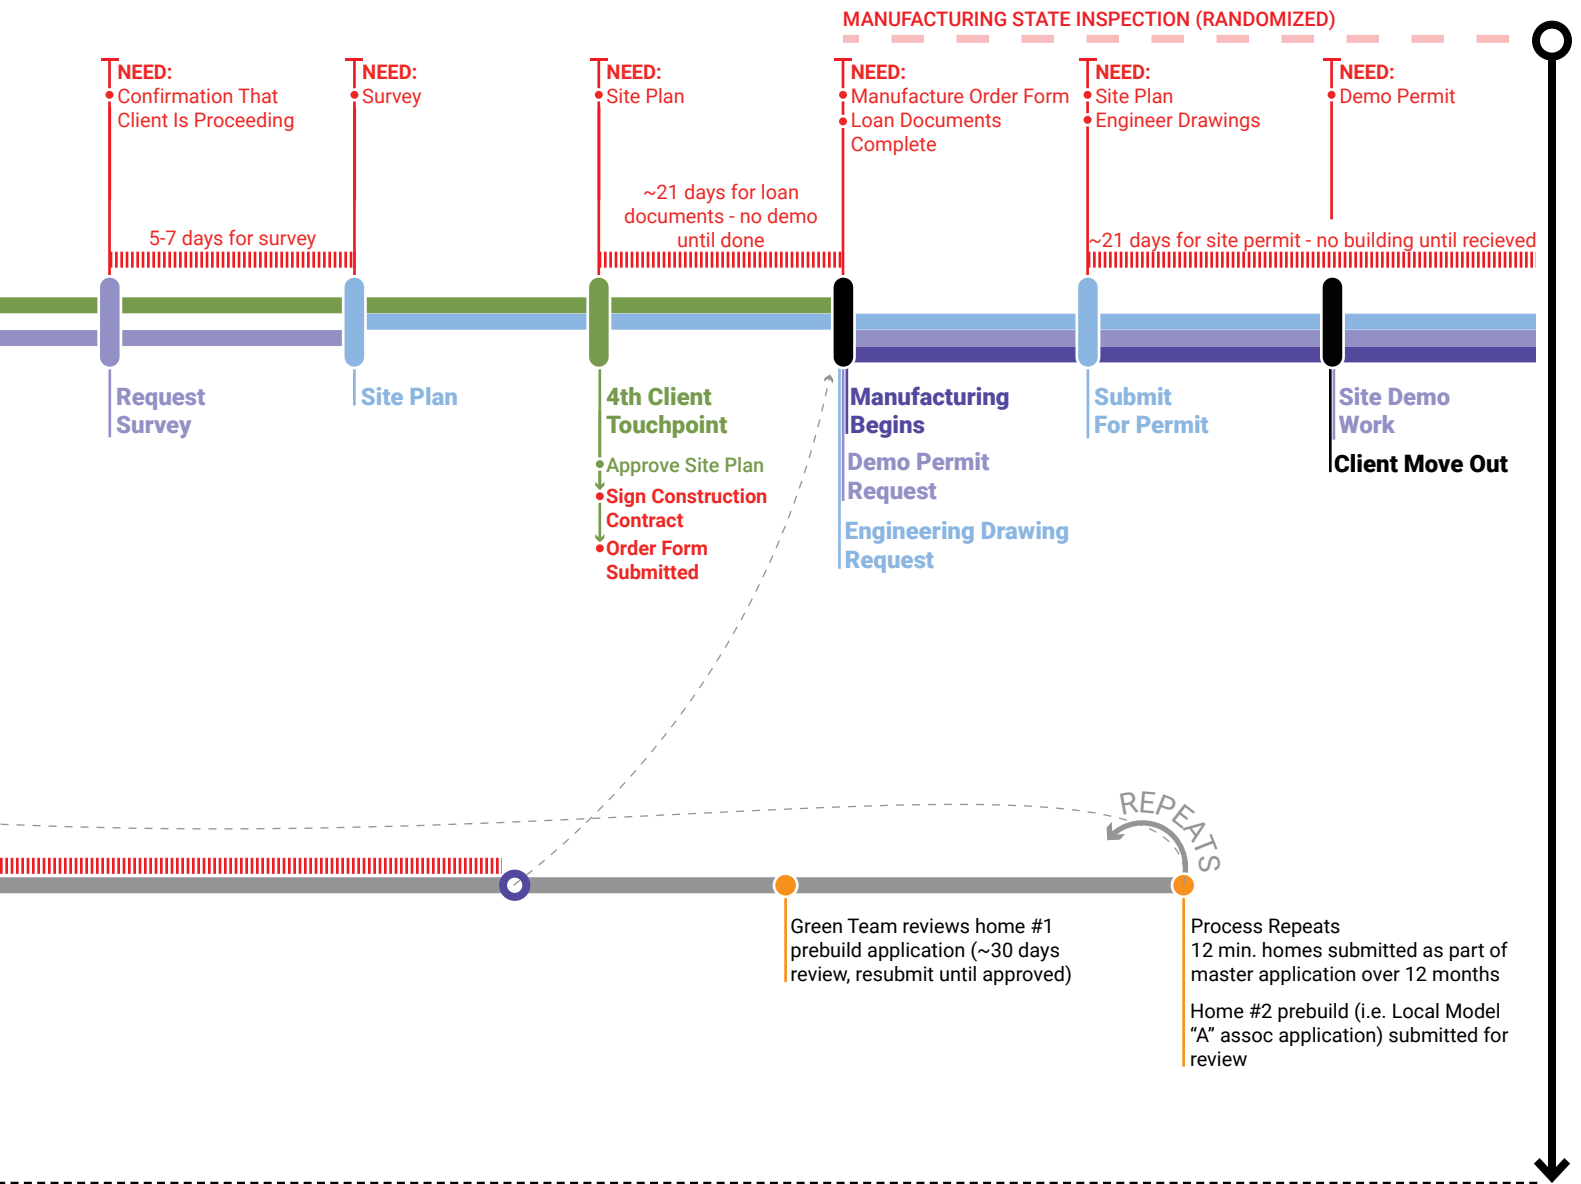 MANUFACTURING STATE INSPECTION (RANDOMIZED)
NEED:
Confirmation That
Client Is Proceeding
NEED:
Survey
NEED:
Site Plan
NEED:
Manufacture Order Form
Loan Documents
Complete
NEED:
Site Plan
Engineer Drawings
NEED:
Demo Permit
5-7 days for survey
~21 days for loan
documents - no demo
until done
~21 days for site permit - no building until recieved
Request
Survey
Site Plan
4th Client
Touchpoint
Approve Site Plan
Sign Construction
Contract
Order Form
Submitted
Manufacturing
Begins
Demo Permit
Request
Engineering Drawing
Request
Submit
For Permit
Site Demo
Work
Client Move Out
REPEATS
Green Team reviews home #1
prebuild application (~30 days
review, resubmit until approved)
Process Repeats
12 min. homes submitted as part of
master application over 12 months
Home #2 prebuild (i.e. Local Model
“A” assoc application) submitted for
review